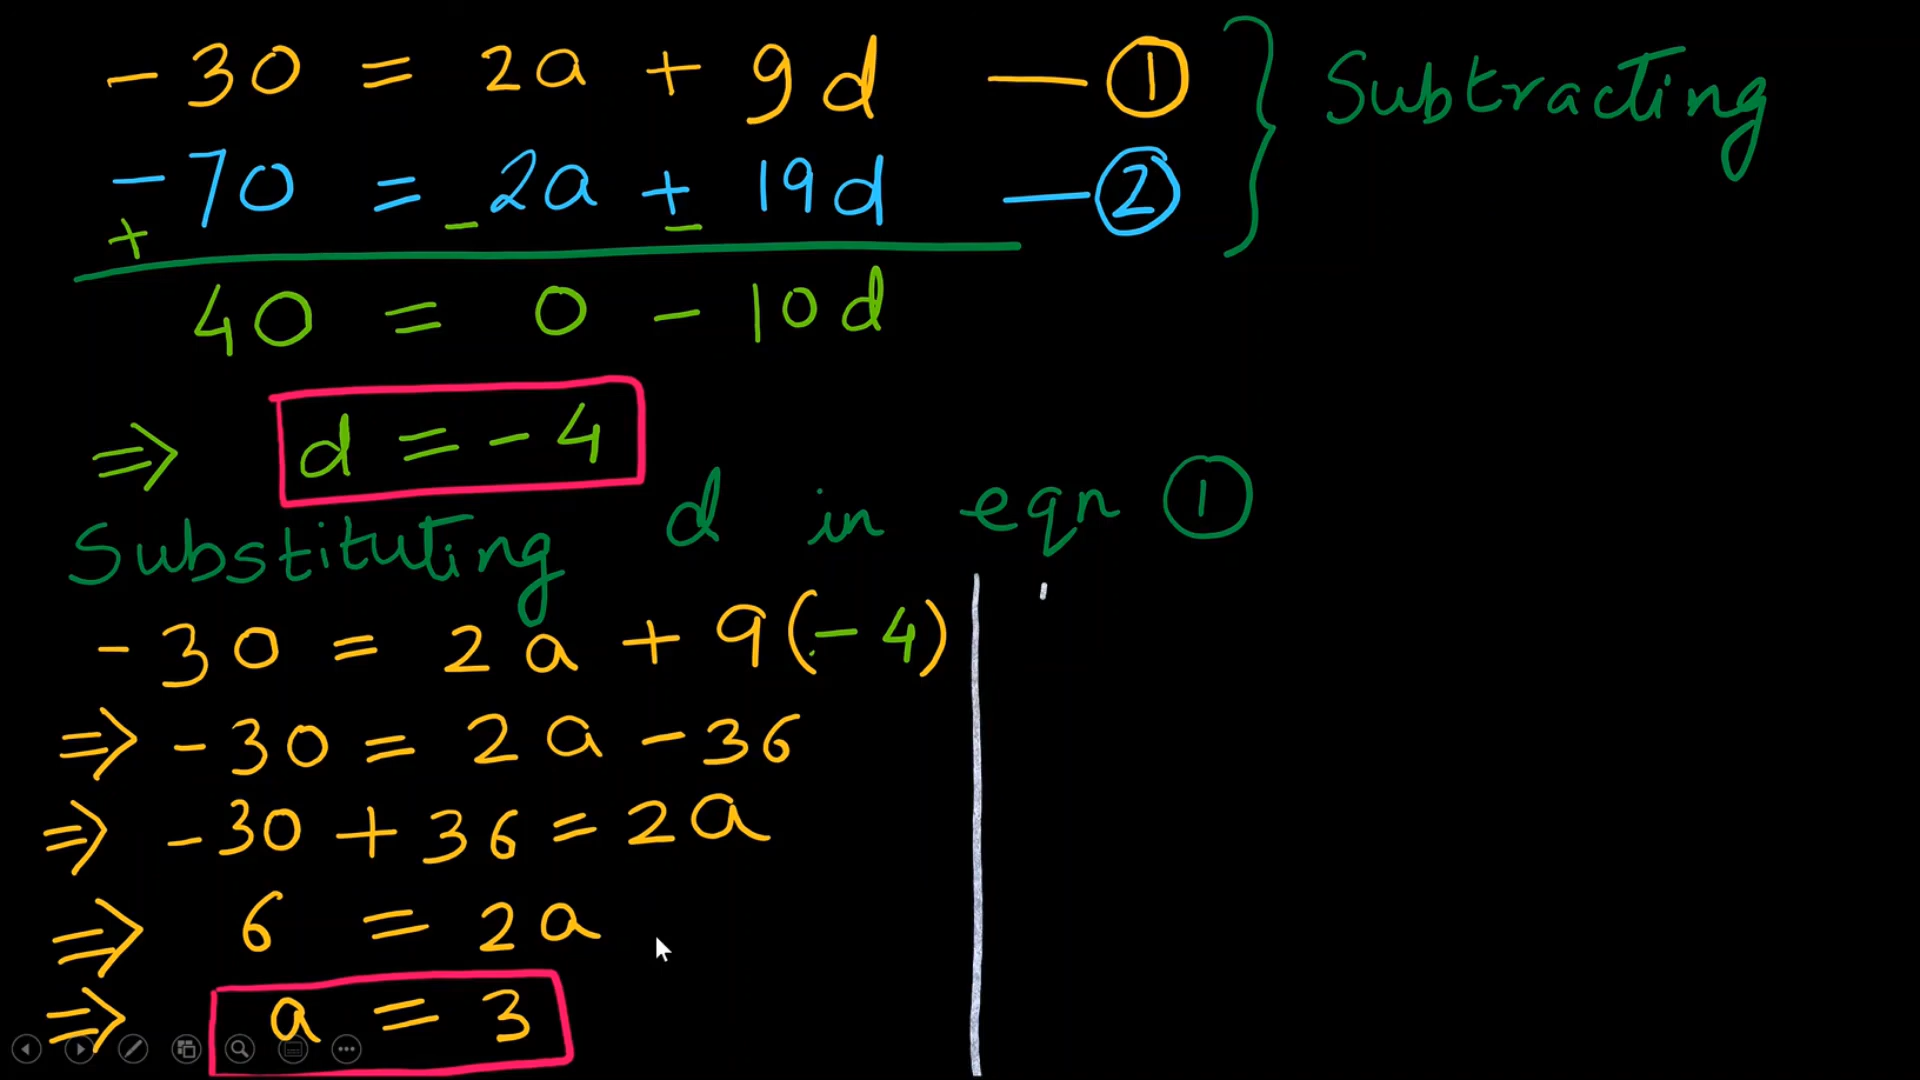 -30 = 2a + 9d — ①
-70 = 2a + 19d — ②
+ - -
} Subtracting
40 = 0 - 10d
⇒ d = -4
Substituting d in eqn ①
-30 = 2a + 9(-4)
⇒ -30 = 2a - 36
⇒ -30 + 36 = 2a
⇒ 6 = 2a
⇒ a = 3